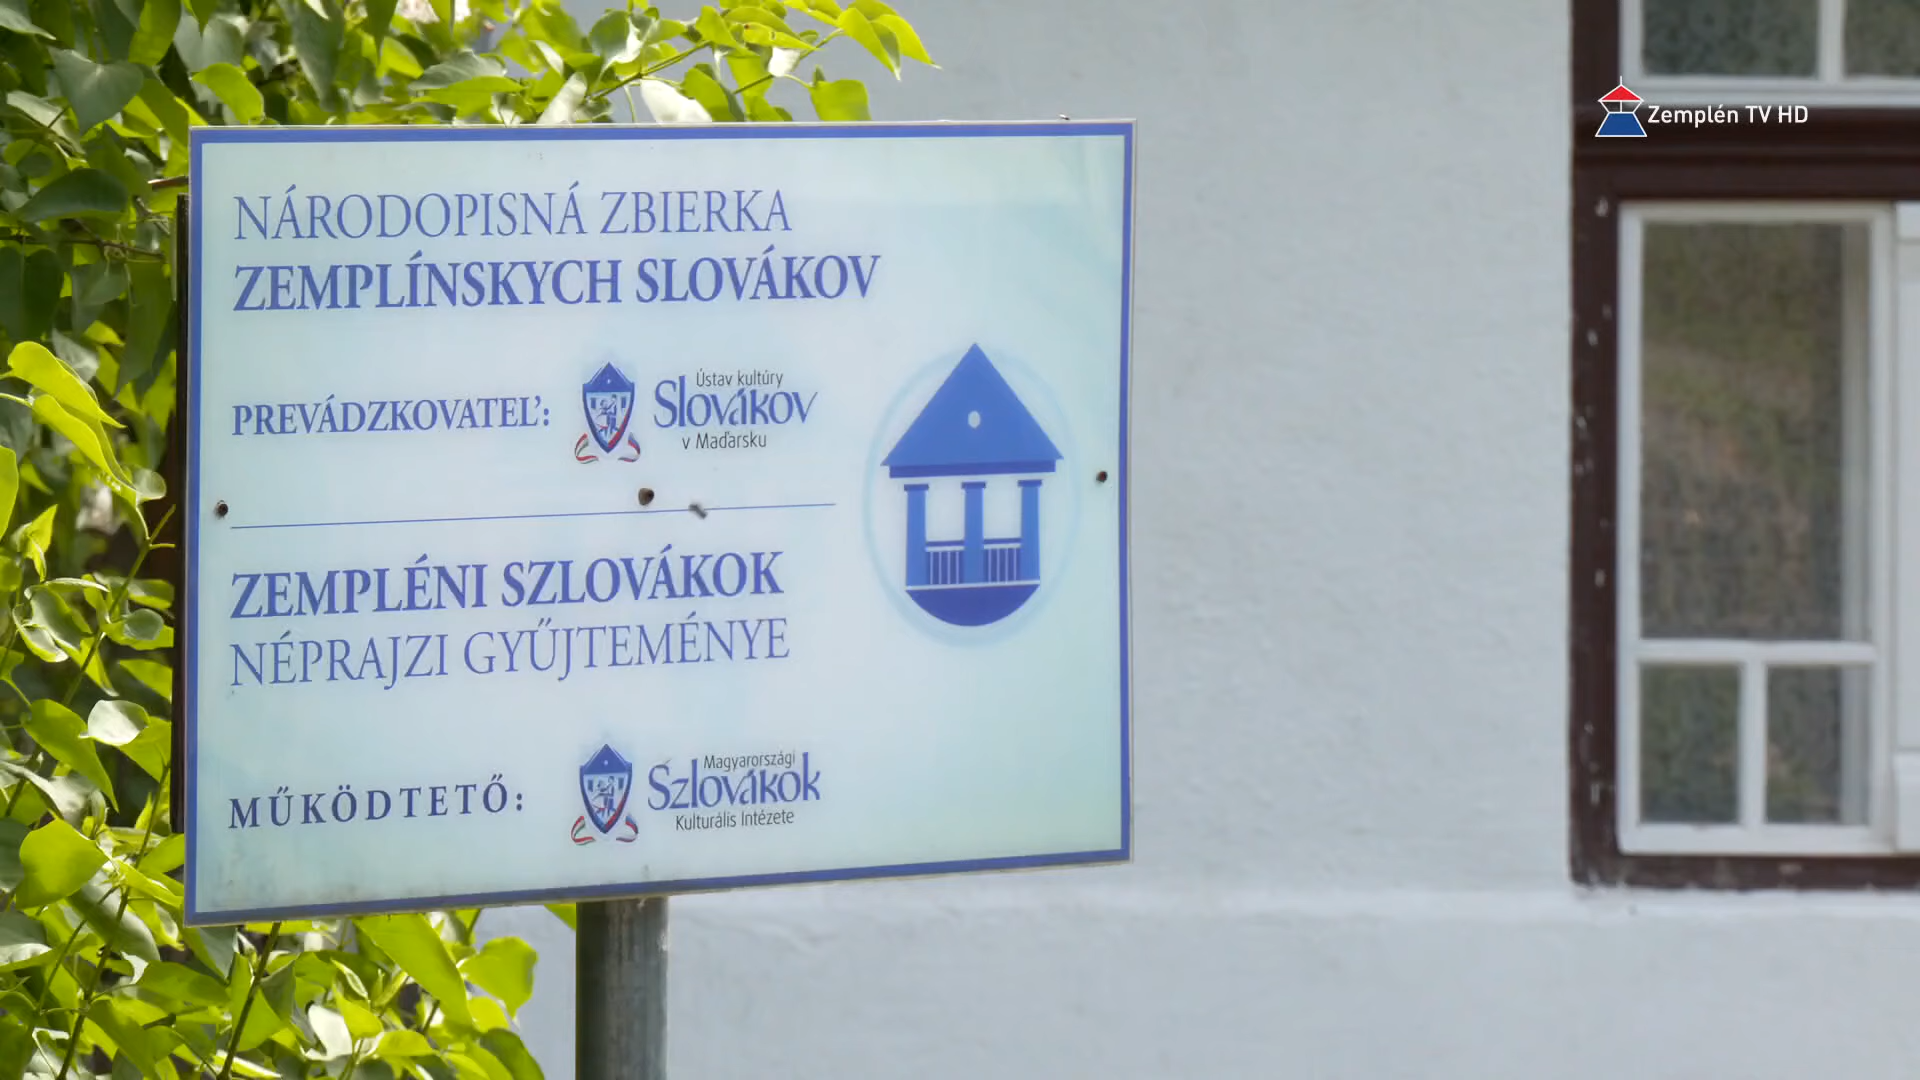 NÁRODOPISNÁ ZBIERKA
ZEMPLÍNSKYCH SLOVÁKOV
PREVÁDZKOVATEĽ:
Ústav kultúry
Slovákov
v Maďarsku
ZEMPLÉNI SZLOVÁKOK
NÉPRAJZI GYŰJTEMÉNYE
MŰKÖDTETŐ:
Magyarországi
Szlovákok
Kulturális Intézete
Zemplén TV HD